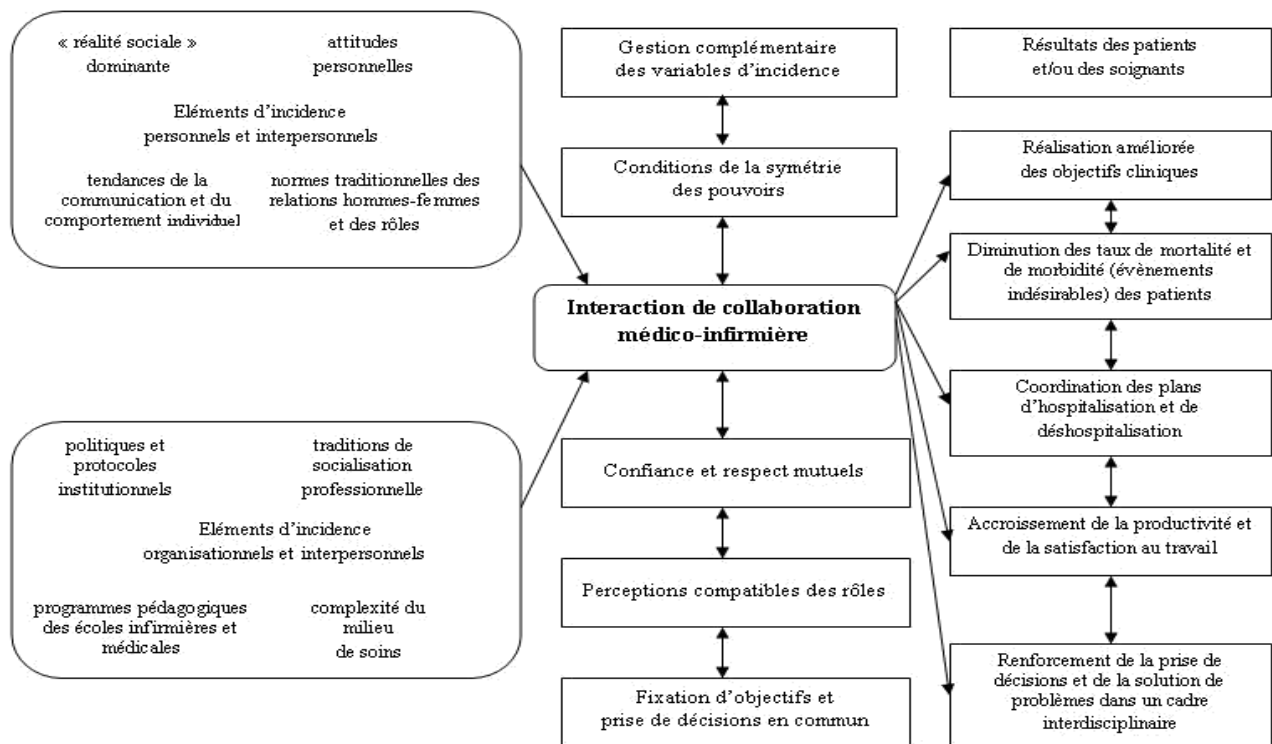 « réalité sociale »
dominante
attitudes
personnelles
Eléments d'incidence
personnels et interpersonnels
tendances de la
communication et du
comportement individuel
normes traditionnelles des
relations hommes-femmes
et des rôles
politiques et
protocoles
institutionnels
traditions de
socialisation
professionnelle
Eléments d'incidence
organisationnels et interpersonnels
programmes pédagogiques
des écoles infirmières et
médicales
complexité du
milieu
de soins
Gestion complémentaire
des variables d'incidence
Conditions de la symétrie
des pouvoirs
Interaction de collaboration
médico-infirmière
Confiance et respect mutuels
Perceptions compatibles des rôles
Fixation d'objectifs et
prise de décisions en commun
Résultats des patients
et/ou des soignants
Réalisation améliorée
des objectifs cliniques
Diminution des taux de mortalité et
de morbidité (évènements
indésirables) des patients
Coordination des plans
d'hospitalisation et de
déshospitalisation
Accroissement de la productivité et
de la satisfaction au travail
Renforcement de la prise de
décisions et de la solution de
problèmes dans un cadre
interdisciplinaire